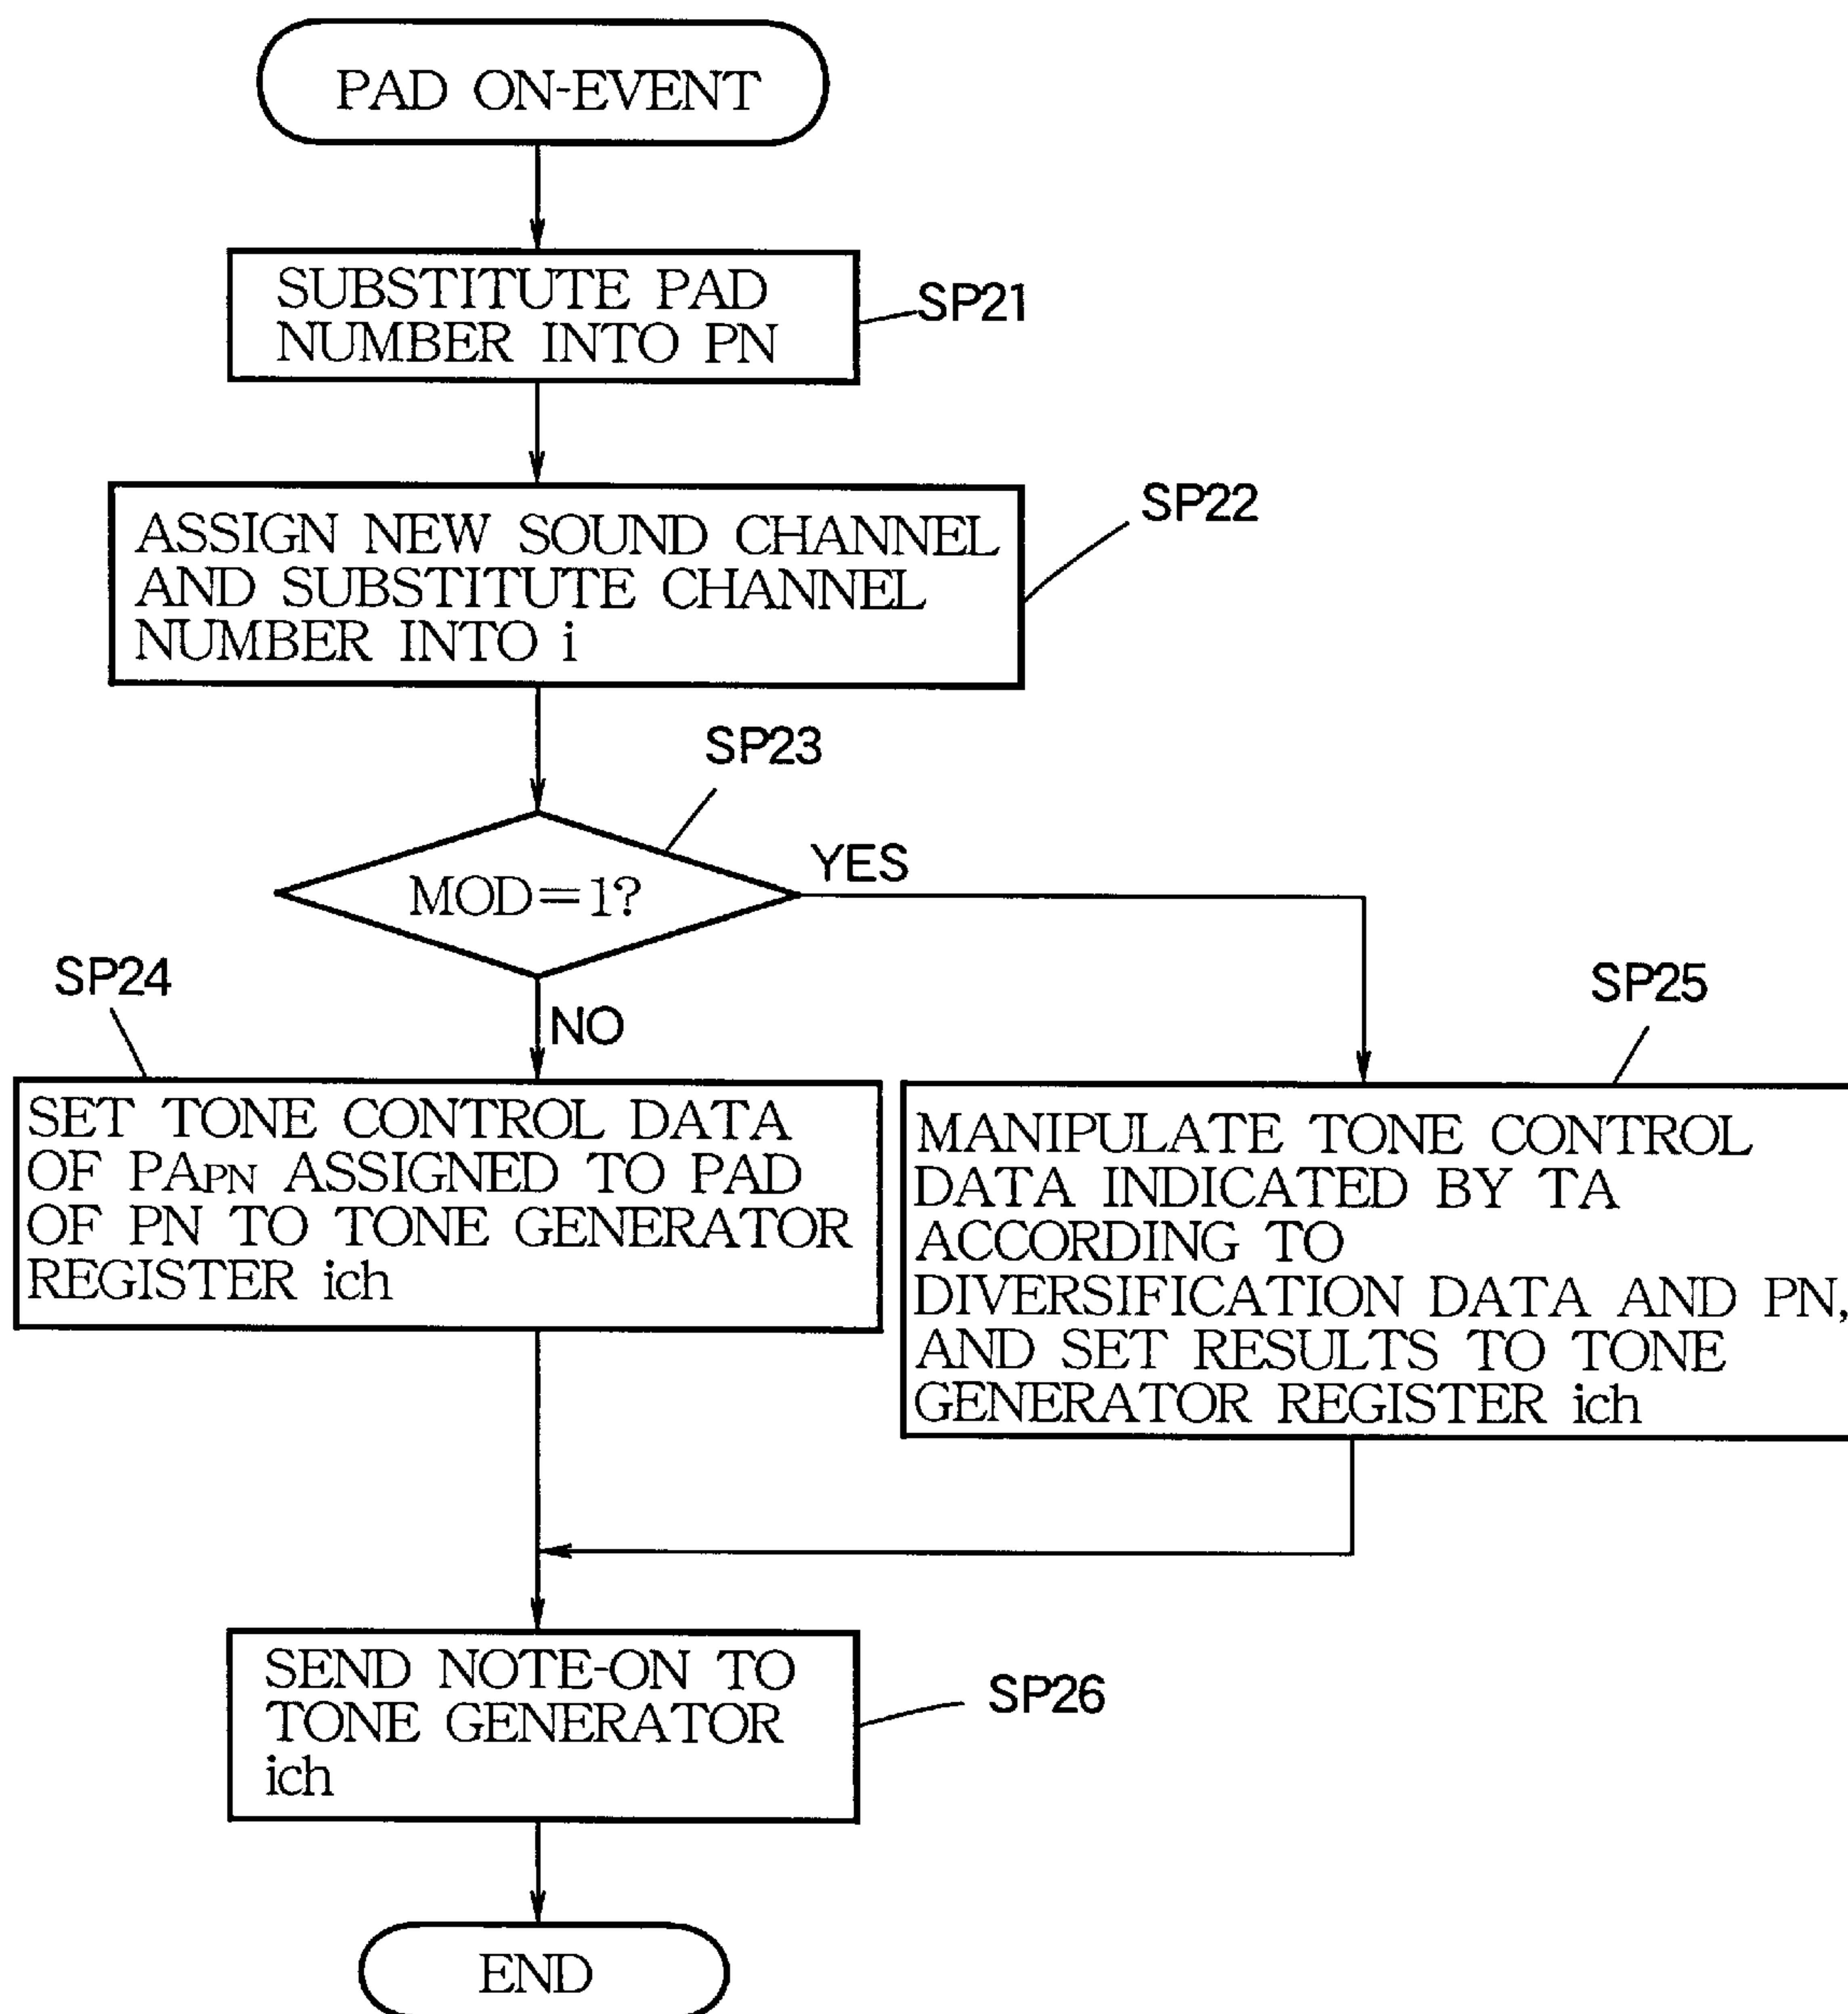 PAD ON-EVENT
SUBSTITUTE PAD
NUMBER INTO PN
SP21
ASSIGN NEW SOUND CHANNEL
AND SUBSTITUTE CHANNEL
NUMBER INTO i
SP22
SP23
MOD=1?
YES
NO
SP24
SET TONE CONTROL DATA
OF PAPN ASSIGNED TO PAD
OF PN TO TONE GENERATOR
REGISTER ich
SP25
MANIPULATE TONE CONTROL
DATA INDICATED BY TA
ACCORDING TO
DIVERSIFICATION DATA AND PN,
AND SET RESULTS TO TONE
GENERATOR REGISTER ich
SEND NOTE-ON TO
TONE GENERATOR
ich
SP26
END